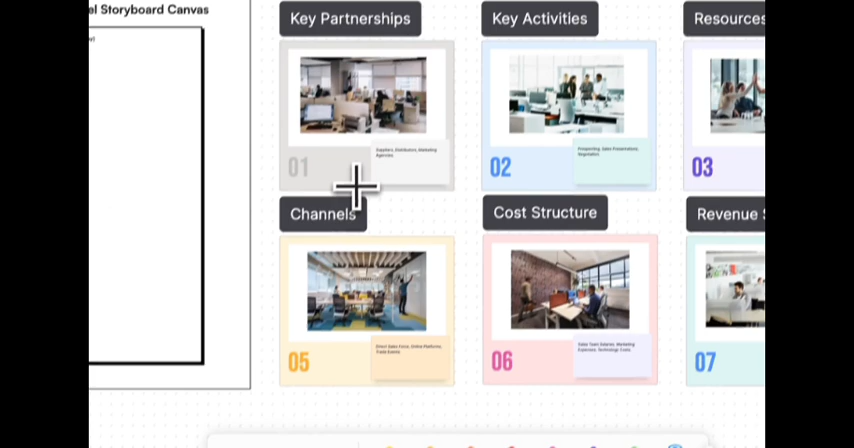 el Storyboard Canvas
Key Partnerships
Key Activities
Resources
01
Suppliers, Distributors, Marketing
Agencies.
02
Prospecting, Sales Presentations,
Negotiation.
03
Channels
Cost Structure
Revenue
05
Direct Sales Force, Online Platforms,
Trade Events
06
Sales Team Salaries, Marketing
Expenses, Technology Costs.
07